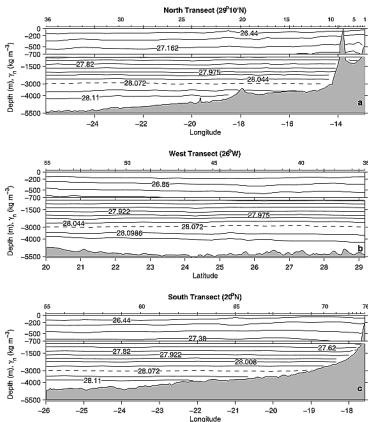 North Transect (29°10'N)
36 30 25 20 15 10 5 1
26.44
27.162
27.82
27.975
28.072
28.044
28.11
a
0
−200
−500
−700
−1500
−3000
−4000
−5500
−24 −22 −20 −18 −16 −14
Longitude
Depth (m), γn (kg m−3)
West Transect (26°W)
55 50 45 40 35
26.85
27.922
27.975
28.044
28.072
28.0986
b
0
−200
−500
−700
−1500
−3000
−4000
−5500
20 21 22 23 24 25 26 27 28 29
Latitude
Depth (m), γn (kg m−3)
South Transect (20°N)
55 60 65 70 76
26.44
27.38
27.62
27.82
27.922
28.008
28.072
28.11
c
0
−200
−500
−700
−1500
−3000
−4000
−5500
−26 −25 −24 −23 −22 −21 −20 −19 −18
Longitude
Depth (m), γn (kg m−3)